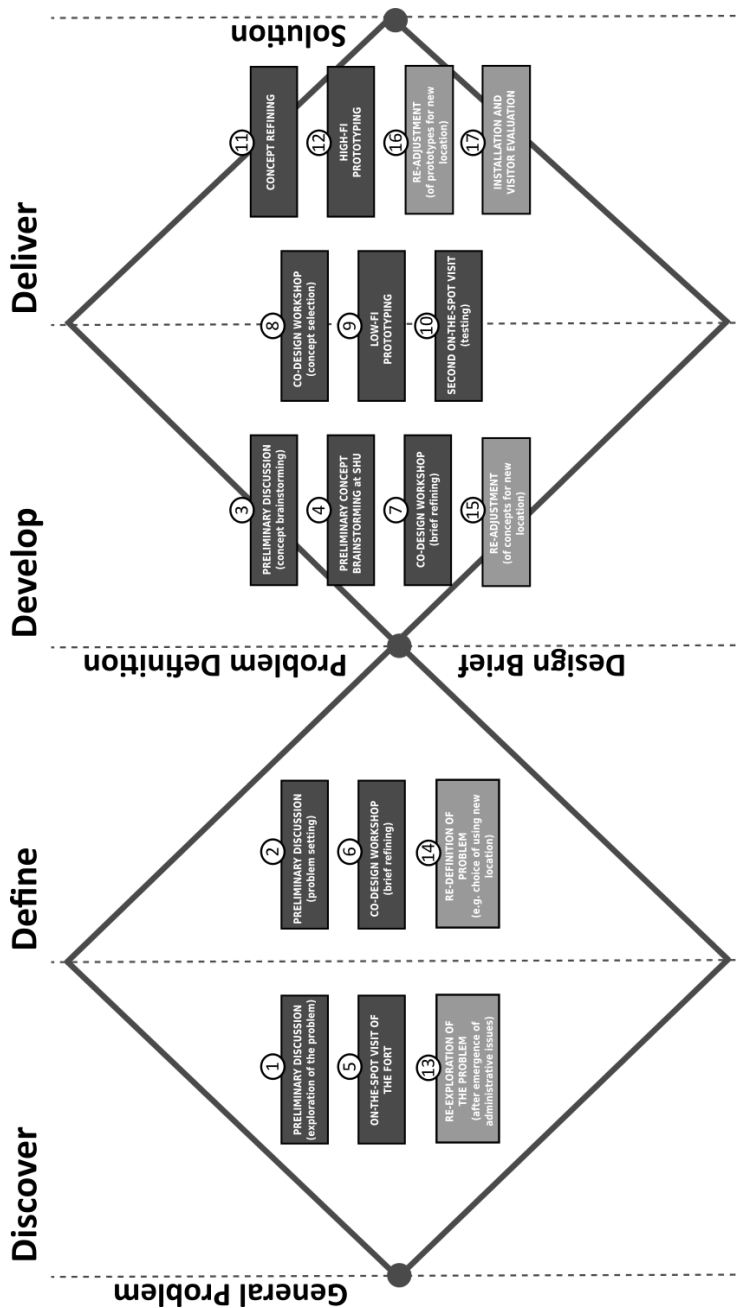 Discover
Define
Develop
Deliver
General Problem
Problem Definition
Design Brief
Solution
1
PRELIMINARY DISCUSSION
(exploration of the problem)
5
ON-THE-SPOT VISIT OF
THE FORT
13
RE-EXPLORATION OF
THE PROBLEM
(after emergence of
administrative issues)
2
PRELIMINARY DISCUSSION
(problem setting)
6
CO-DESIGN WORKSHOP
(brief refining)
14
RE-DEFINITION OF
PROBLEM
(e.g. choice of using new
location)
3
PRELIMINARY DISCUSSION
(concept brainstorming)
4
PRELIMINARY CONCEPT
BRAINSTORMING at SHU
7
CO-DESIGN WORKSHOP
(brief refining)
15
RE-ADJUSTMENT
(of concepts for new
location)
8
CO-DESIGN WORKSHOP
(concept selection)
9
LOW-FI
PROTOTYPING
10
SECOND ON-THE-SPOT VISIT
(testing)
11
CONCEPT REFINING
12
HIGH-FI
PROTOTYPING
16
RE-ADJUSTMENT
(of prototypes for new
location)
17
INSTALLATION AND
VISITOR EVALUATION